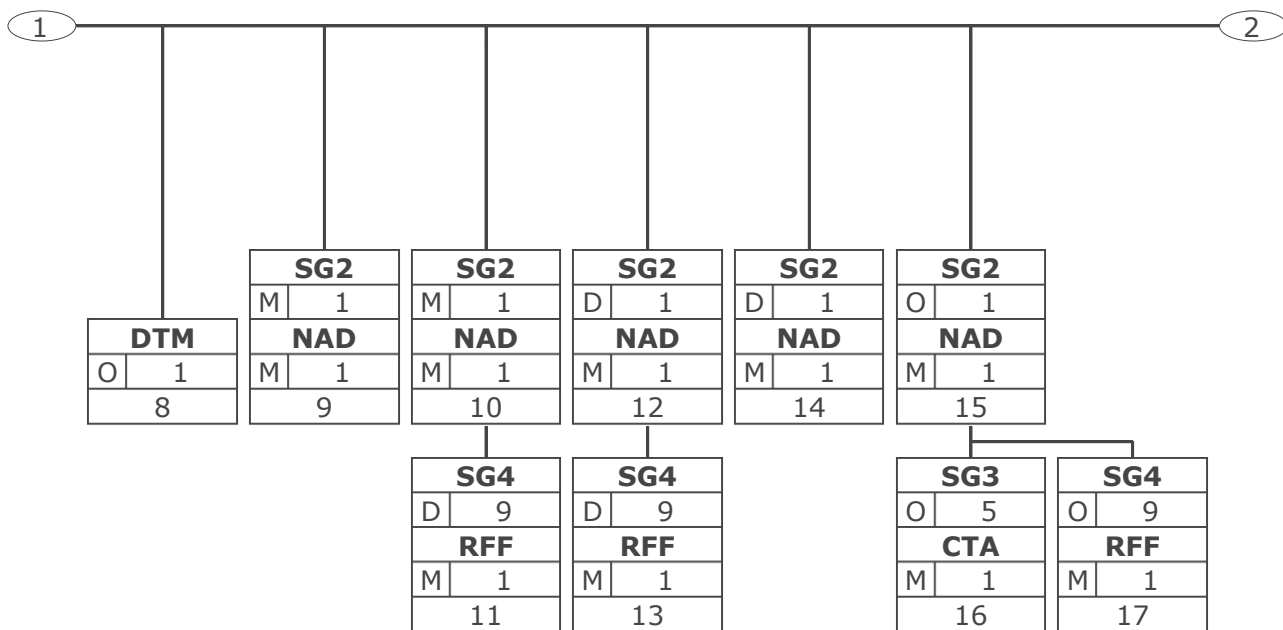 1 2
SG2 SG2 SG2 SG2 SG2
M 1 M 1 D 1 D 1 O 1
DTM NAD NAD NAD NAD NAD
O 1 M 1 M 1 M 1 M 1 M 1
8 9 10 12 14 15
SG4 SG4 SG3 SG4
D 9 D 9 O 5 O 9
RFF RFF CTA RFF
M 1 M 1 M 1 M 1
11 13 16 17